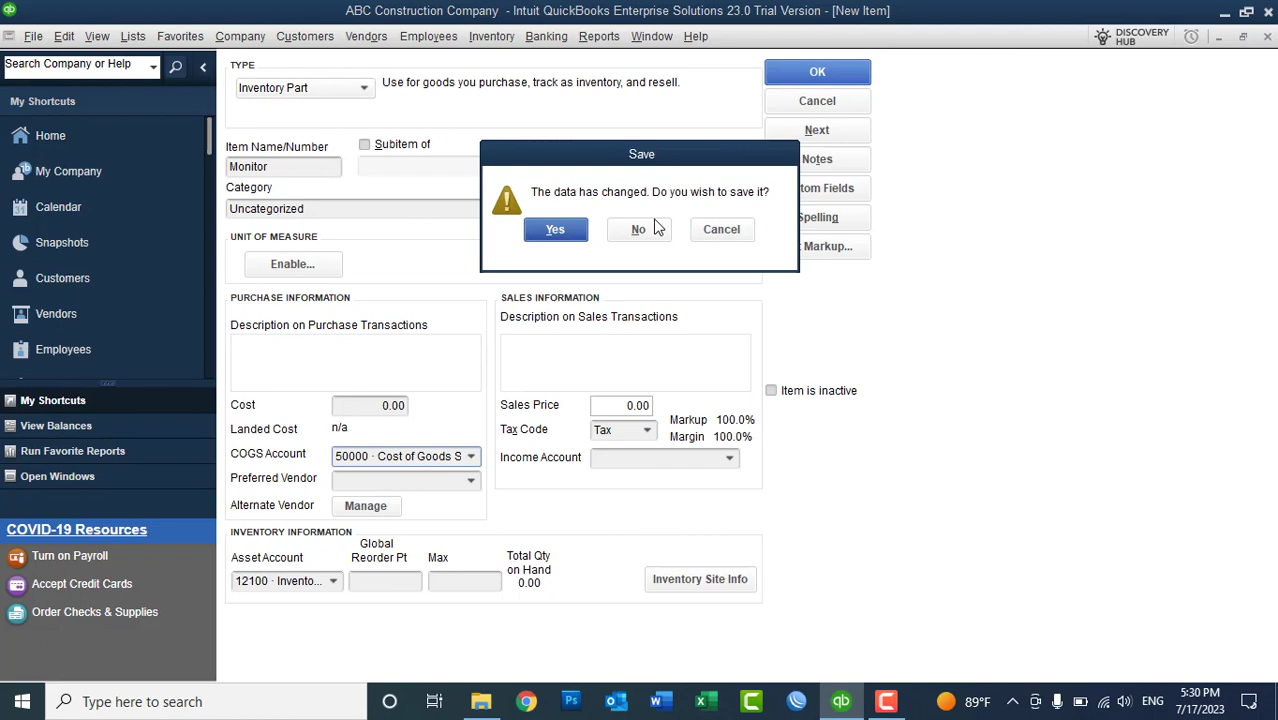 ABC Construction Company - Intuit QuickBooks Enterprise Solutions 23.0 Trial Version - [New Item]
File Edit View Lists Favorites Company Customers Vendors Employees Inventory Banking Reports Window Help
DISCOVERY
HUB
Search Company or Help
My Shortcuts
Home
My Company
Calendar
Snapshots
Customers
Vendors
Employees
My Shortcuts
View Balances
Run Favorite Reports
Open Windows
COVID-19 Resources
Turn on Payroll
Accept Credit Cards
Order Checks & Supplies
TYPE
Inventory Part
Use for goods you purchase, track as inventory, and resell.
Item Name/Number
Subitem of
Monitor
Category
Uncategorized
UNIT OF MEASURE
Enable...
PURCHASE INFORMATION
Description on Purchase Transactions
Cost 0.00
Landed Cost n/a
COGS Account 50000 · Cost of Goods S
Preferred Vendor
Alternate Vendor Manage
SALES INFORMATION
Description on Sales Transactions
Sales Price 0.00
Tax Code Tax
Markup 100.0%
Margin 100.0%
Income Account
INVENTORY INFORMATION
Asset Account
12100 · Invento...
Global
Reorder Pt
Max
Total Qty
on Hand
0.00
Inventory Site Info
OK
Cancel
Next
Notes
tom Fields
Spelling
t Markup...
Item is inactive
Save
The data has changed. Do you wish to save it?
Yes No Cancel
Type here to search
Ps
qb
89°F
ENG
5:30 PM
7/17/2023